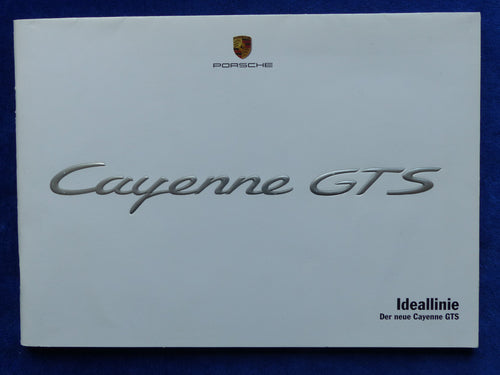 PORSCHE
Cayenne GTS
Ideallinie
Der neue Cayenne GTS